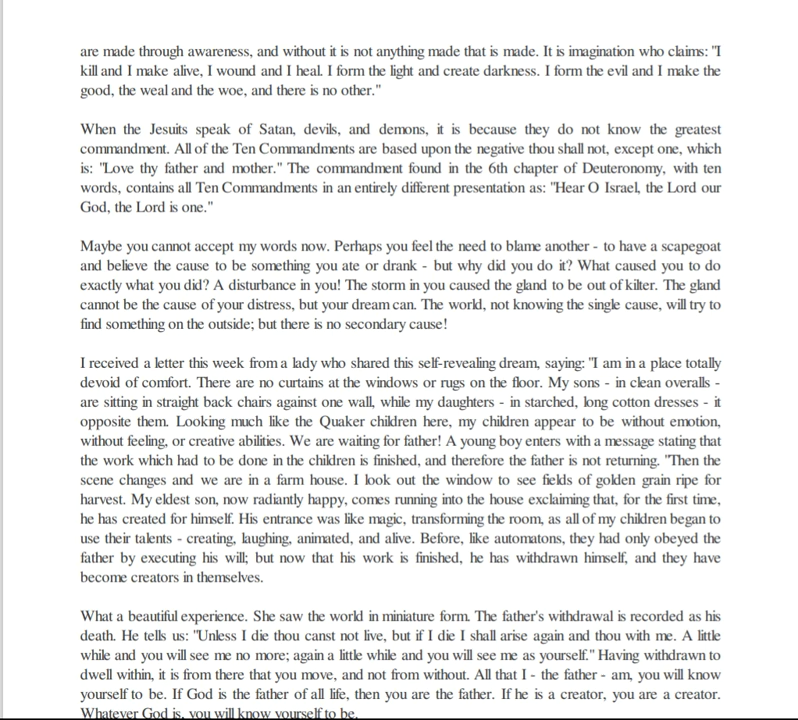 are made through awareness, and without it is not anything made that is made. It is imagination who claims: "I
kill and I make alive, I wound and I heal. I form the light and create darkness. I form the evil and I make the
good, the weal and the woe, and there is no other."
When the Jesuits speak of Satan, devils, and demons, it is because they do not know the greatest
commandment. All of the Ten Commandments are based upon the negative thou shall not, except one, which
is: "Love thy father and mother." The commandment found in the 6th chapter of Deuteronomy, with ten
words, contains all Ten Commandments in an entirely different presentation as: "Hear O Israel, the Lord our
God, the Lord is one."
Maybe you cannot accept my words now. Perhaps you feel the need to blame another - to have a scapegoat
and believe the cause to be something you ate or drank - but why did you do it? What caused you to do
exactly what you did? A disturbance in you! The storm in you caused the gland to be out of kilter. The gland
cannot be the cause of your distress, but your dream can. The world, not knowing the single cause, will try to
find something on the outside; but there is no secondary cause!
I received a letter this week from a lady who shared this self-revealing dream, saying: "I am in a place totally
devoid of comfort. There are no curtains at the windows or rugs on the floor. My sons - in clean overalls -
are sitting in straight back chairs against one wall, while my daughters - in starched, long cotton dresses - it
opposite them. Looking much like the Quaker children here, my children appear to be without emotion,
without feeling, or creative abilities. We are waiting for father! A young boy enters with a message stating that
the work which had to be done in the children is finished, and therefore the father is not returning. "Then the
scene changes and we are in a farm house. I look out the window to see fields of golden grain ripe for
harvest. My eldest son, now radiantly happy, comes running into the house exclaiming that, for the first time,
he has created for himself. His entrance was like magic, transforming the room, as all of my children began to
use their talents - creating, laughing, animated, and alive. Before, like automatons, they had only obeyed the
father by executing his will; but now that his work is finished, he has withdrawn himself, and they have
become creators in themselves.
What a beautiful experience. She saw the world in miniature form. The father's withdrawal is recorded as his
death. He tells us: "Unless I die thou canst not live, but if I die I shall arise again and thou with me. A little
while and you will see me no more; again a little while and you will see me as yourself." Having withdrawn to
dwell within, it is from there that you move, and not from without. All that I - the father - am, you will know
yourself to be. If God is the father of all life, then you are the father. If he is a creator, you are a creator.
Whatever God is, you will know yourself to be.